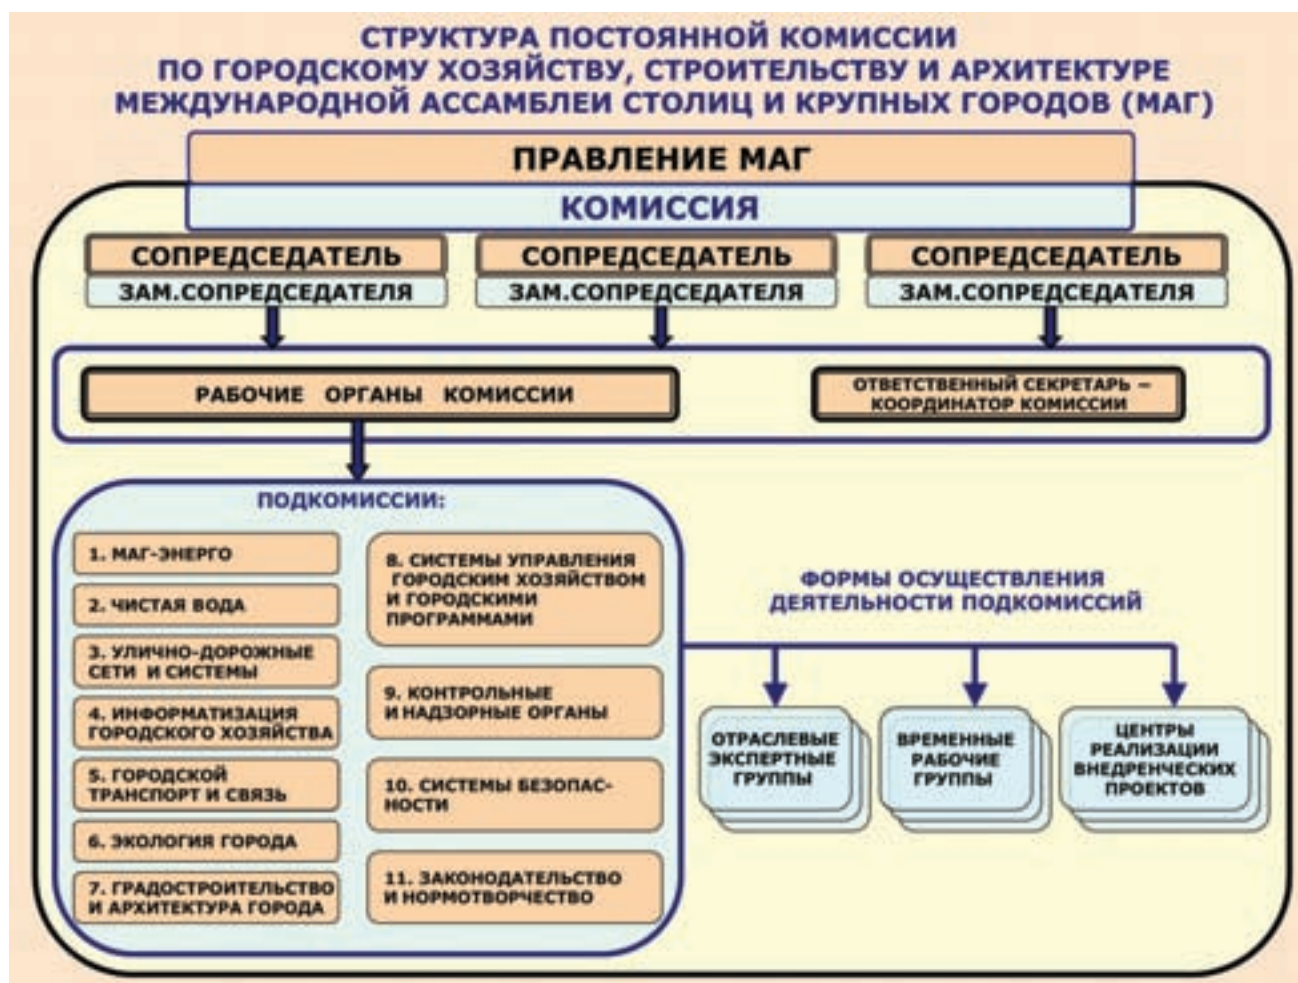 СТРУКТУРА ПОСТОЯННОЙ КОМИССИИ
ПО ГОРОДСКОМУ ХОЗЯЙСТВУ, СТРОИТЕЛЬСТВУ И АРХИТЕКТУРЕ
МЕЖДУНАРОДНОЙ АССАМБЛЕИ СТОЛИЦ И КРУПНЫХ ГОРОДОВ (МАГ)
ПРАВЛЕНИЕ МАГ
КОМИССИЯ
СОПРЕДСЕДАТЕЛЬ
ЗАМ.СОПРЕДСЕДАТЕЛЯ
СОПРЕДСЕДАТЕЛЬ
ЗАМ.СОПРЕДСЕДАТЕЛЯ
СОПРЕДСЕДАТЕЛЬ
ЗАМ.СОПРЕДСЕДАТЕЛЯ
РАБОЧИЕ ОРГАНЫ КОМИССИИ
ОТВЕТСТВЕННЫЙ СЕКРЕТАРЬ –
КООРДИНАТОР КОМИССИИ
ПОДКОМИССИИ:
1. МАГ-ЭНЕРГО
2. ЧИСТАЯ ВОДА
3. УЛИЧНО-ДОРОЖНЫЕ
СЕТИ И СИСТЕМЫ
4. ИНФОРМАТИЗАЦИЯ
ГОРОДСКОГО ХОЗЯЙСТВА
5. ГОРОДСКОЙ
ТРАНСПОРТ И СВЯЗЬ
6. ЭКОЛОГИЯ ГОРОДА
7. ГРАДОСТРОИТЕЛЬСТВО
И АРХИТЕКТУРА ГОРОДА
8. СИСТЕМЫ УПРАВЛЕНИЯ
ГОРОДСКИМ ХОЗЯЙСТВОМ
И ГОРОДСКИМИ
ПРОГРАММАМИ
9. КОНТРОЛЬНЫЕ
И НАДЗОРНЫЕ ОРГАНЫ
10. СИСТЕМЫ БЕЗОПАС-
НОСТИ
11. ЗАКОНОДАТЕЛЬСТВО
И НОРМОТВОРЧЕСТВО
ФОРМЫ ОСУЩЕСТВЛЕНИЯ
ДЕЯТЕЛЬНОСТИ ПОДКОМИССИЙ
ОТРАСЛЕВЫЕ
ЭКСПЕРТНЫЕ
ГРУППЫ
ВРЕМЕННЫЕ
РАБОЧИЕ
ГРУППЫ
ЦЕНТРЫ
РЕАЛИЗАЦИИ
ВНЕДРЕНЧЕСКИХ
ПРОЕКТОВ